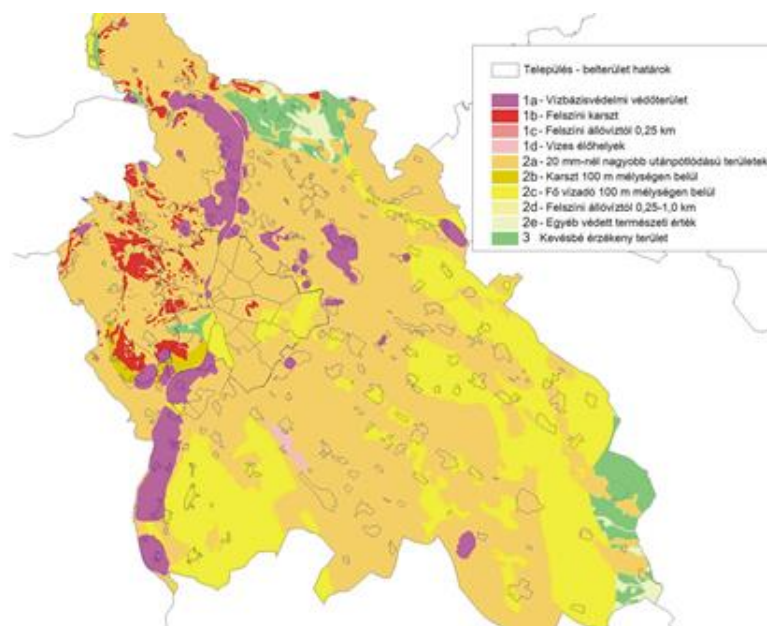 Település - belterület határok
1a - Vízbázisvédelmi védőterület
1b - Felszíni karszt
1c - Felszíni állóvíztól 0,25 km
1d - Vizes élőhelyek
2a - 20 mm-nél nagyobb utánpótlódású területek
2b - Karszt 100 m mélységen belül
2c - Fő vízadó 100 m mélységen belül
2d - Felszíni állóvíztól 0,25-1,0 km
2e - Egyéb védett természeti érték
3 Kevésbé érzékeny terület